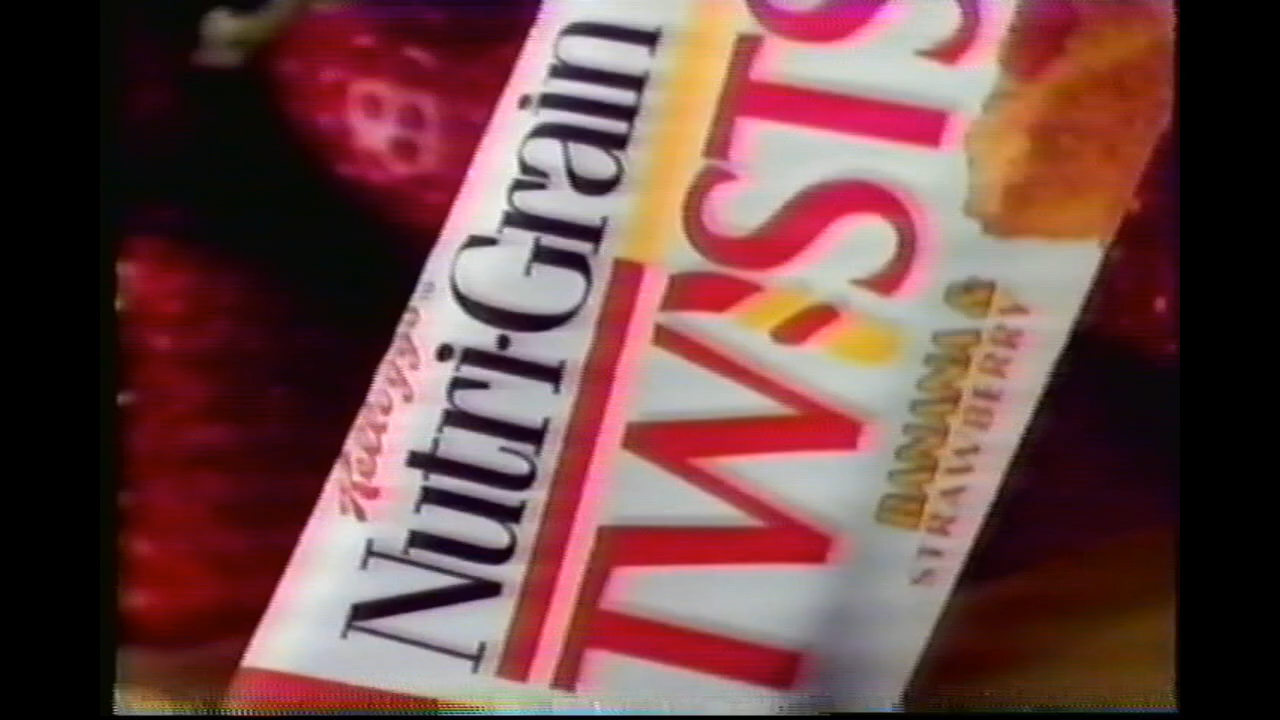 Kellogg's
Nutri·Grain
TWISTS
BANANA &
STRAWBERRY